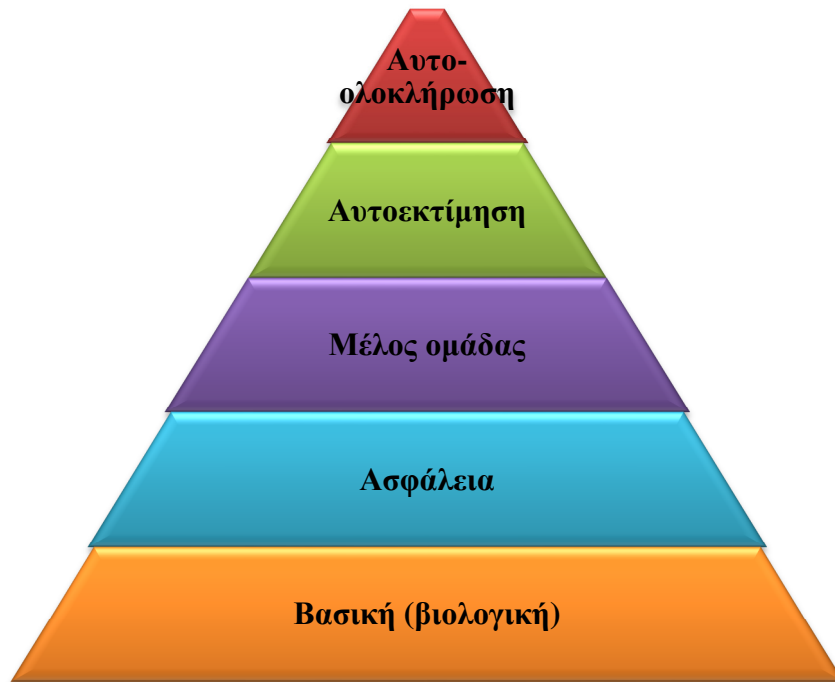 Αυτο-
ολοκλήρωση
Αυτοεκτίμηση
Μέλος ομάδας
Ασφάλεια
Βασική (βιολογική)